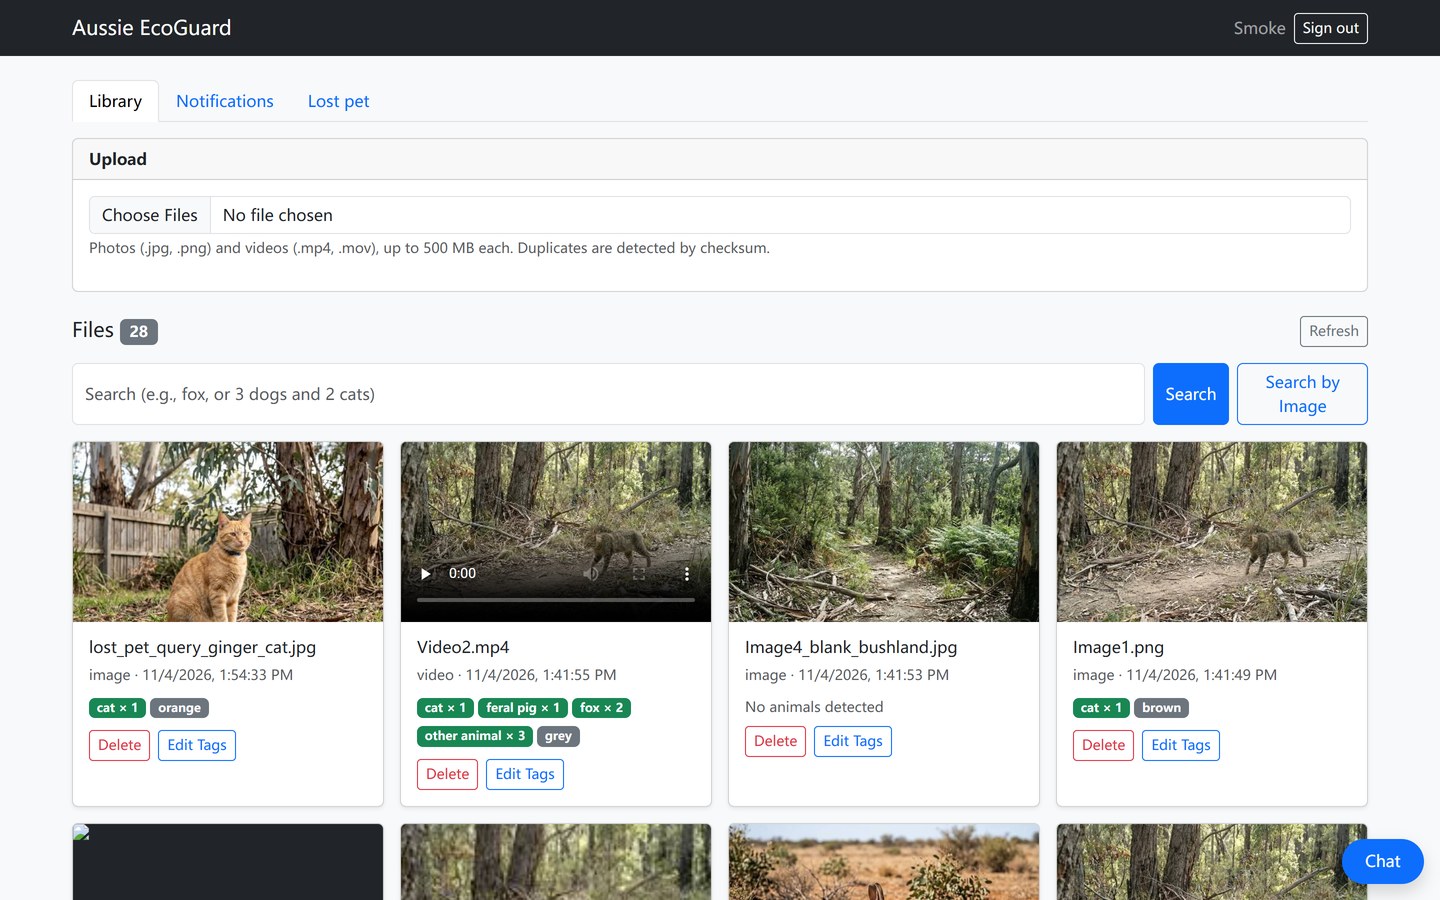 Aussie EcoGuard
Smoke Sign out
Library Notifications Lost pet
Upload
Choose Files No file chosen
Photos (.jpg, .png) and videos (.mp4, .mov), up to 500 MB each. Duplicates are detected by checksum.
Files 28
Refresh
Search (e.g., fox, or 3 dogs and 2 cats)
Search
Search by
Image
0:00
lost_pet_query_ginger_cat.jpg
image · 11/4/2026, 1:54:33 PM
cat × 1 orange
Delete Edit Tags
Video2.mp4
video · 11/4/2026, 1:41:55 PM
cat × 1 feral pig × 1 fox × 2
other animal × 3 grey
Delete Edit Tags
Image4_blank_bushland.jpg
image · 11/4/2026, 1:41:53 PM
No animals detected
Delete Edit Tags
Image1.png
image · 11/4/2026, 1:41:49 PM
cat × 1 brown
Delete Edit Tags
Chat